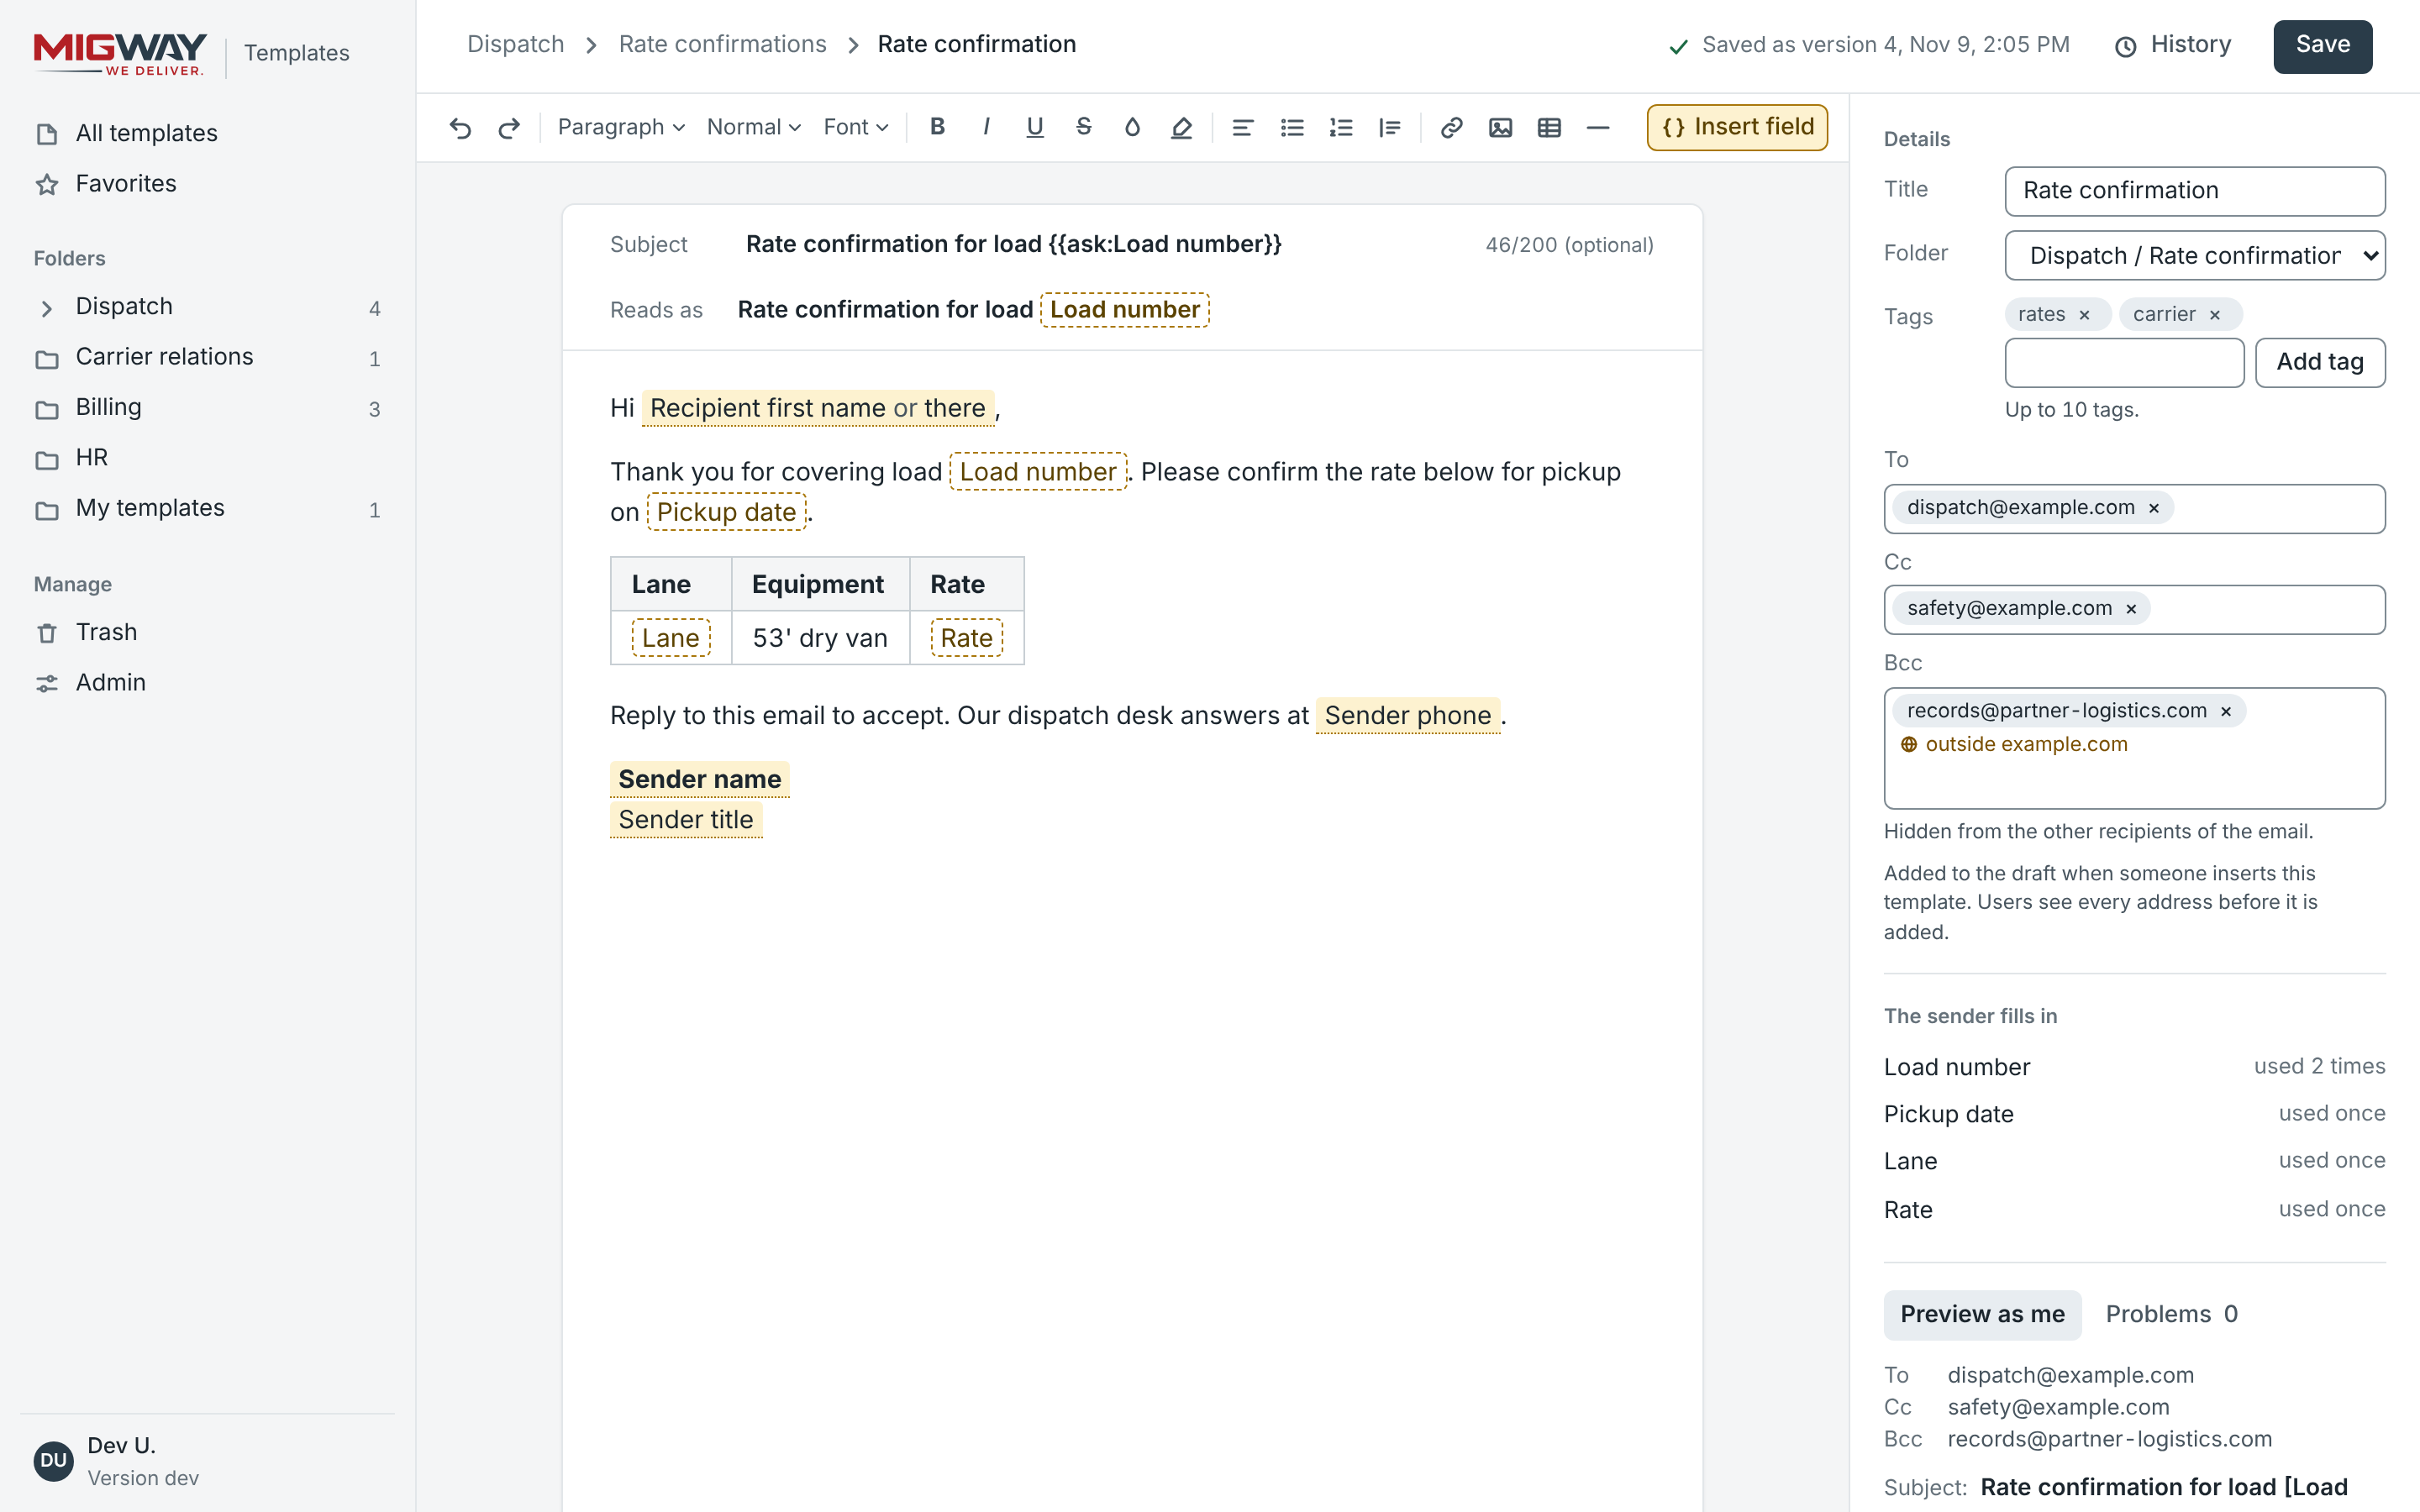 MIGWAY
WE DELIVER.
Templates
All templates
Favorites
Folders
Dispatch 4
Carrier relations 1
Billing 3
HR
My templates 1
Manage
Trash
Admin
DU
Dev U.
Version dev
Dispatch > Rate confirmations > Rate confirmation
Saved as version 4, Nov 9, 2:05 PM
History
Save
Paragraph Normal Font B I U S {} Insert field
Subject Rate confirmation for load {{ask:Load number}} 46/200 (optional)
Reads as Rate confirmation for load Load number
Hi Recipient first name or there ,
Thank you for covering load Load number. Please confirm the rate below for pickup
on Pickup date.
Lane Equipment Rate
Lane 53' dry van Rate
Reply to this email to accept. Our dispatch desk answers at Sender phone.
Sender name
Sender title
Details
Title Rate confirmation
Folder Dispatch / Rate confirmation
Tags rates × carrier ×
Add tag
Up to 10 tags.
To
dispatch@example.com ×
Cc
safety@example.com ×
Bcc
records@partner-logistics.com ×
outside example.com
Hidden from the other recipients of the email.
Added to the draft when someone inserts this
template. Users see every address before it is
added.
The sender fills in
Load number used 2 times
Pickup date used once
Lane used once
Rate used once
Preview as me Problems 0
To dispatch@example.com
Cc safety@example.com
Bcc records@partner-logistics.com
Subject: Rate confirmation for load [Load